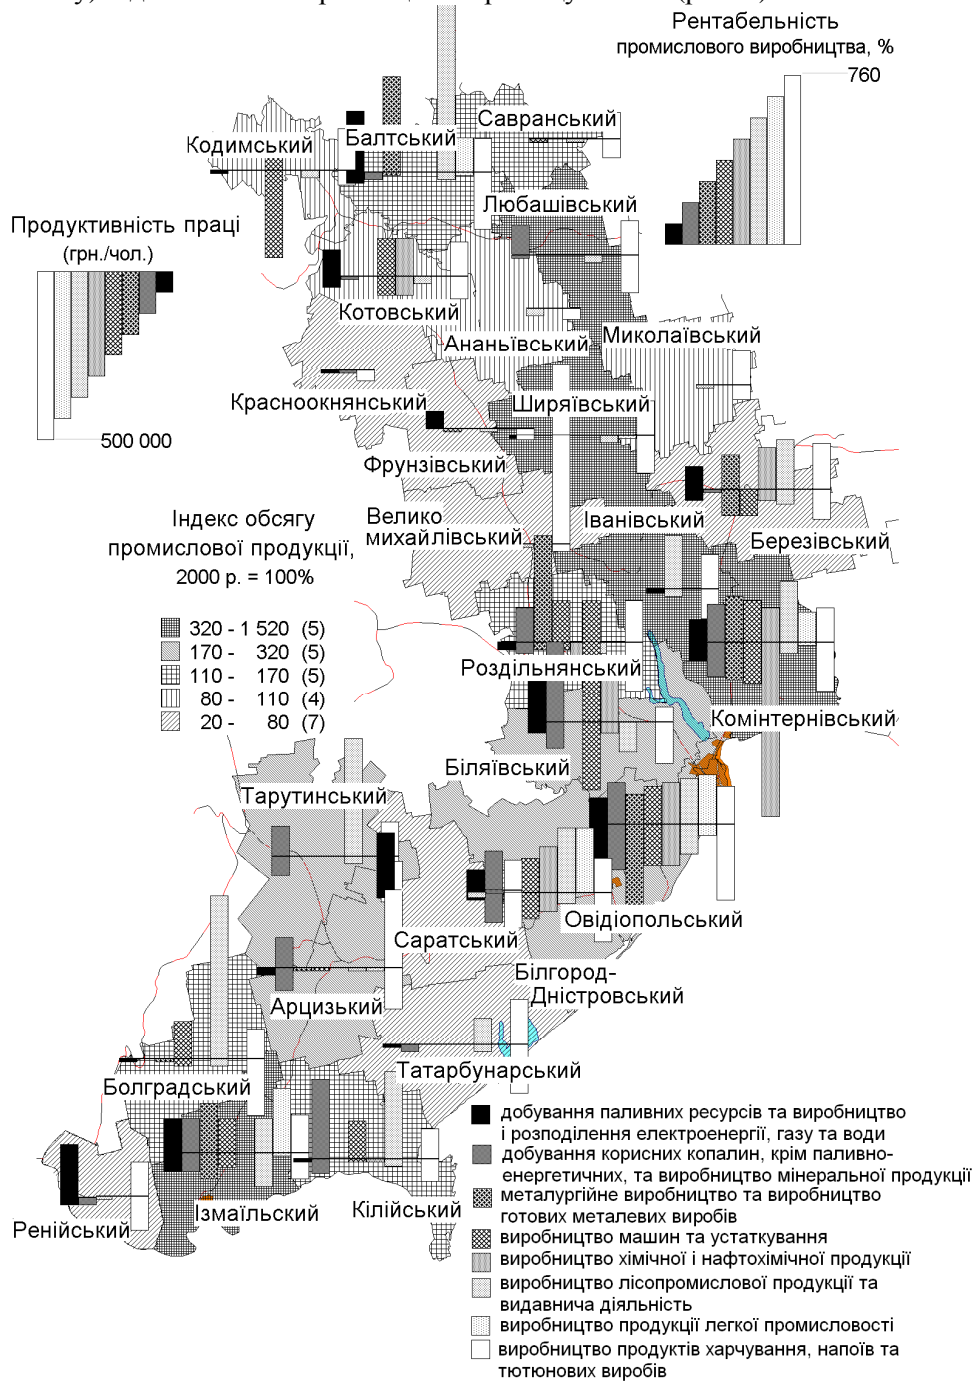 Рентабельність
промислового виробництва, %
760
Савранський
Балтський
Кодимський
Любашівський
Продуктивність праці
(грн./чол.)
500 000
Котовський
Ананьївський
Миколаївський
Красноокнянський
Ширяївський
Фрунзівський
Велико
михайлівський
Іванівський
Березівський
Індекс обсягу
промислової продукції,
2000 р. = 100%
320 - 1 520 (5)
170 - 320 (5)
110 - 170 (5)
80 - 110 (4)
20 - 80 (7)
Роздільнянський
Комінтернівський
Біляївський
Тарутинський
Овідіопольський
Саратський
Білгород-
Дністровський
Арцизький
Татарбунарський
Болградський
Ренійський
Ізмаїльский
Кілійський
добування паливних ресурсів та виробництво
і розподілення електроенергії, газу та води
добування корисних копалин, крім паливно-
енергетичних, та виробництво мінеральної продукції
металургійне виробництво та виробництво
готових металевих виробів
виробництво машин та устаткування
виробництво хімічної і нафтохімічної продукції
виробництво лісопромислової продукції та
видавнича діяльність
виробництво продукції легкої промисловості
виробництво продуктів харчування, напоїв та
тютюнових виробів